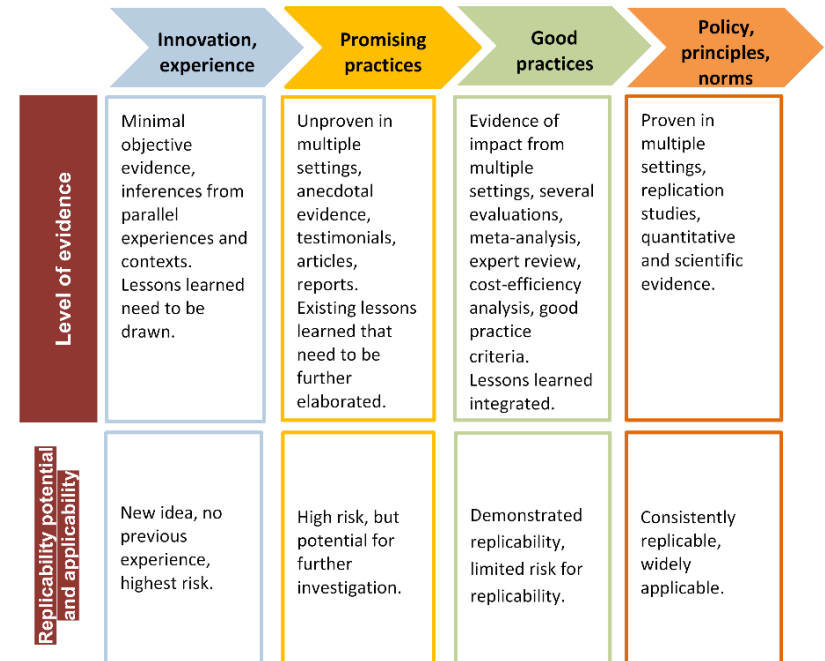 Innovation,
experience
Promising
practices
Good
practices
Policy,
principles,
norms
Level of evidence
Minimal
objective
evidence,
inferences from
parallel
experiences and
contexts.
Lessons learned
need to be
drawn.
Unproven in
multiple
settings,
anecdotal
evidence,
testimonials,
articles,
reports.
Existing lessons
learned that
need to be
further
elaborated.
Evidence of
impact from
multiple
settings, several
evaluations,
meta-analysis,
expert review,
cost-efficiency
analysis, good
practice
criteria.
Lessons learned
integrated.
Proven in
multiple
settings,
replication
studies,
quantitative
and scientific
evidence.
Replicability potential
and applicability
New idea, no
previous
experience,
highest risk.
High risk, but
potential for
further
investigation.
Demonstrated
replicability,
limited risk for
replicability.
Consistently
replicable,
widely
applicable.